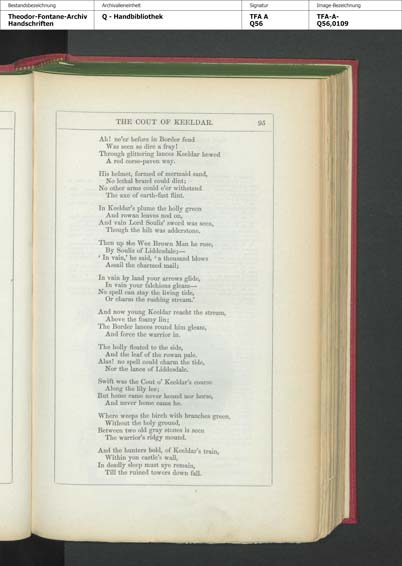 Bestandsbezeichnung
Theodor-Fontane-Archiv
Handschriften
Archivalieneinheit
Q - Handbibliothek
Signatur
TFA A
Q56
Image-Bezeichnung
TFA-A-
Q56,0109
THE COUT OF KEELDAR. 95
Ah! ne'er before in Border feud
Was seen so dire a fray!
Through glittering lances Keeldar hewed
A red corse-paven way.
His helmet, formed of mermaid sand,
No lethal brand could dint;
No other arms could e'er withstand
The axe of earth-fast flint.
In Keeldar's plume the holly green
And rowan leaves nod on,
And vain Lord Soulis' sword was seen,
Though the hilt was adderstone.
Then up the Wee Brown Man he rose,
By Soulis of Liddesdale;—
'In vain,' he said, 'a thousand blows
Assail the charmed mail;
In vain by land your arrows glide,
In vain your falchions gleam—
No spell can stay the living tide,
Or charm the rushing stream.'
And now young Keeldar reacht the stream,
Above the foamy lin;
The Border lances round him gleam,
And force the warrior in.
The holly floated to the side,
And the leaf of the rowan pale.
Alas! no spell could charm the tide,
Nor the lance of Liddesdale.
Swift was the Cout o' Keeldar's course
Along the lily lee;
But home came never hound nor horse,
And never home came he.
Where weeps the birch with branches green,
Without the holy ground,
Between two old gray stones is seen
The warrior's ridgy mound.
And the hunters bold, of Keeldar's train,
Within yon castle's wall,
In deadly sleep must aye remain,
Till the ruined towers down fall.